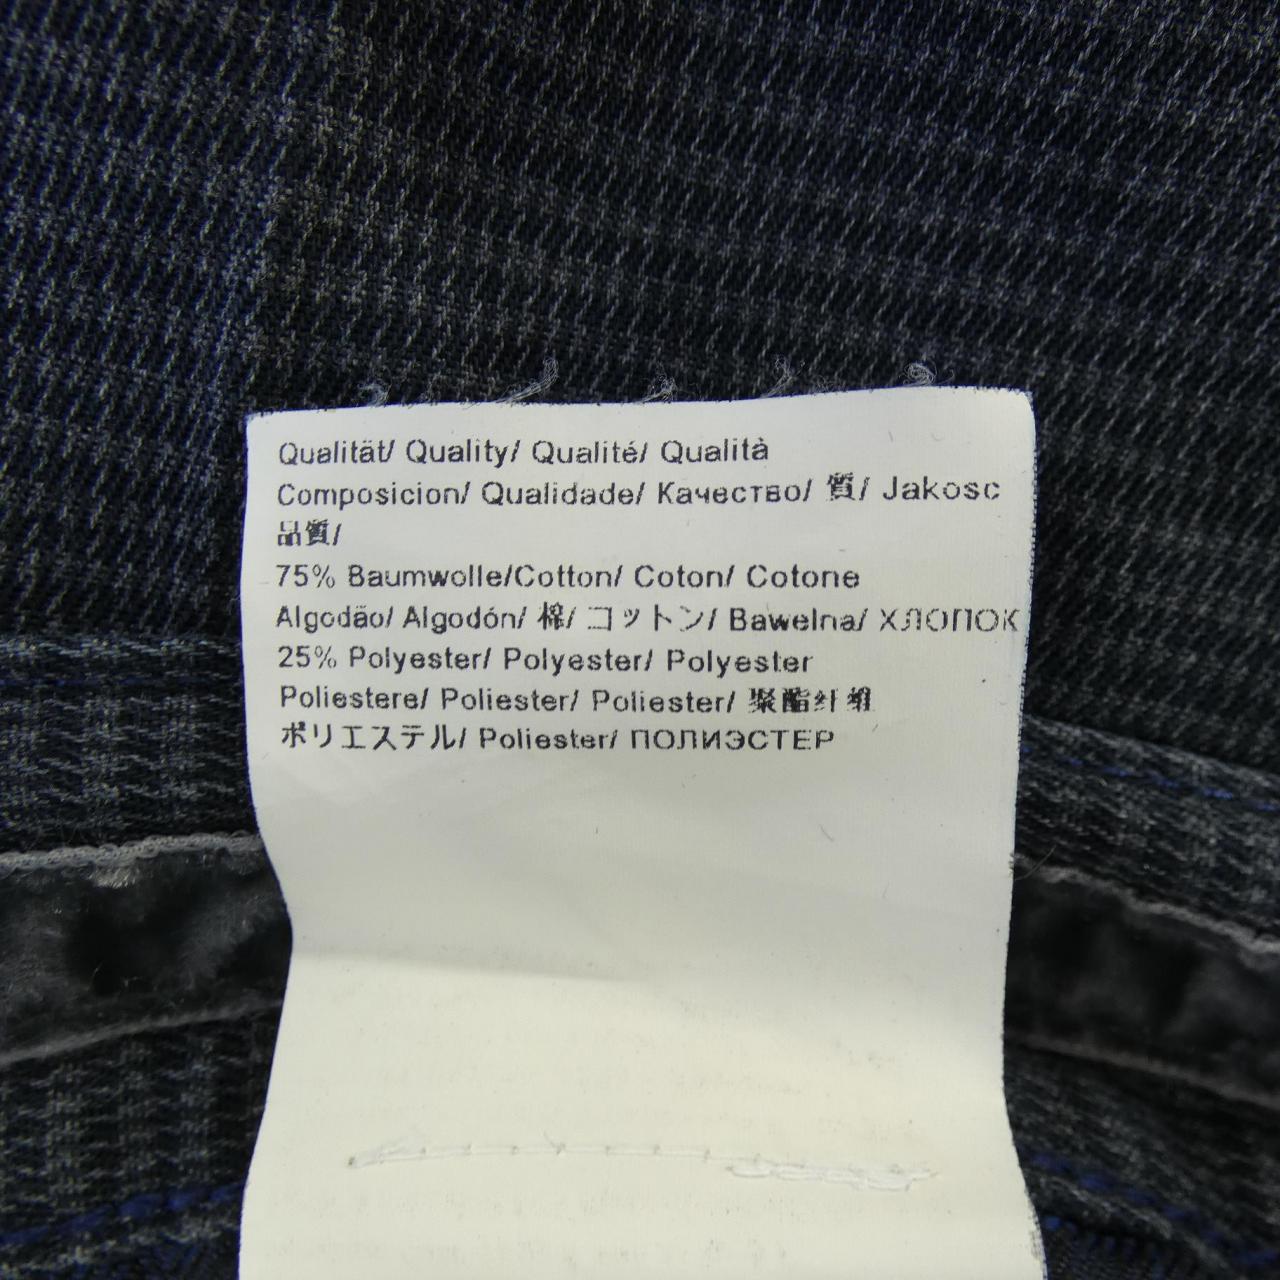 Qualität/ Quality/ Qualité/ Qualità
Composicion/ Qualidade/ Качество/ 質/ Jakosc
品質/
75% Baumwolle/Cotton/ Coton/ Cotone
Algodão/ Algodón/ 棉/ コットン/ Bawelna/ ХЛОПОК
25% Polyester/ Polyester/ Polyester
Poliestere/ Poliester/ Poliester/ 聚酯纤维
ポリエステル/ Poliester/ ПОЛИЭСТЕР